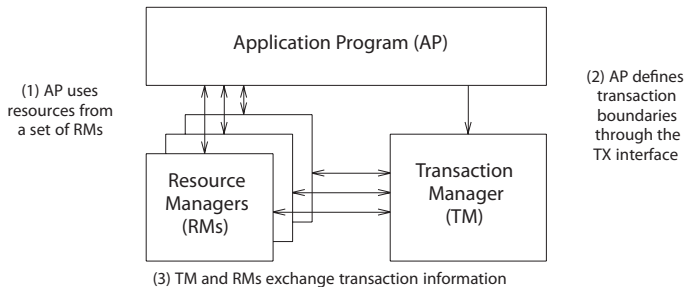 Application Program (AP)
(1) AP uses
resources from
a set of RMs
(2) AP defines
transaction
boundaries
through the
TX interface
Resource
Managers
(RMs)
Transaction
Manager
(TM)
(3) TM and RMs exchange transaction information